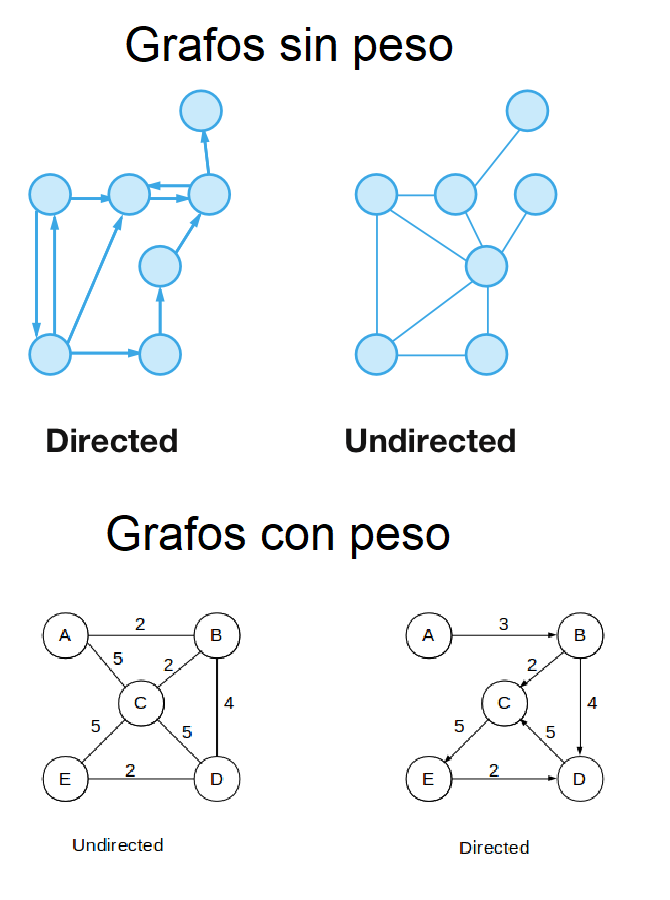 Grafos sin peso
Directed
Undirected
Grafos con peso
A
2
B
5
2
C
4
5
5
E
2
D
Undirected
A
3
B
2
C
4
5
5
E
2
D
Directed